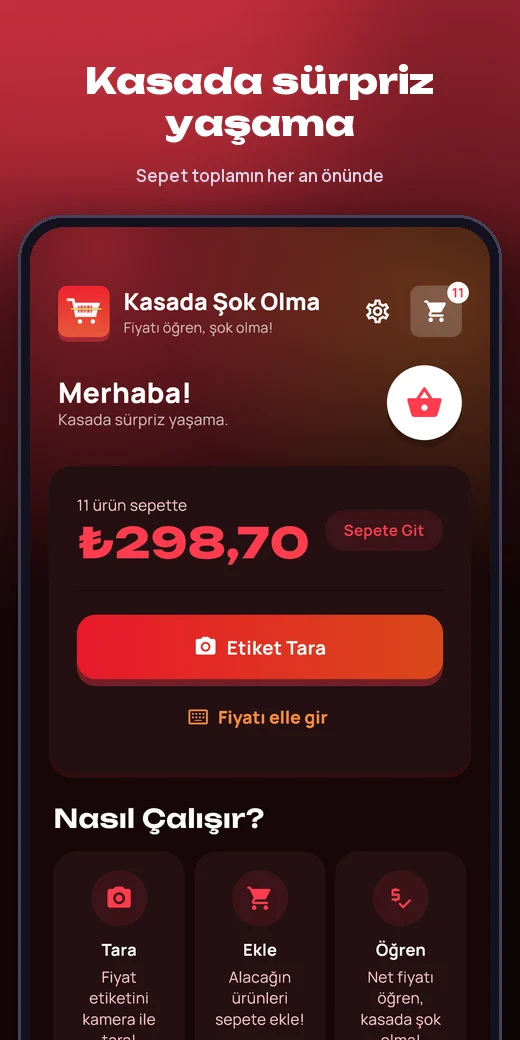 Kasada sürpriz
yaşama
Sepet toplamın her an önünde
Kasada Şok Olma
Fiyatı öğren, şok olma!
11
Merhaba!
Kasada sürpriz yaşama.
11 ürün sepette
₺298,70
Sepete Git
Etiket Tara
Fiyatı elle gir
Nasıl Çalışır?
Tara
Fiyat
etiketini
kamera ile
tara!
Ekle
Alacağın
ürünleri
sepete ekle!
Öğren
Net fiyatı
öğren,
kasada şok
olma!